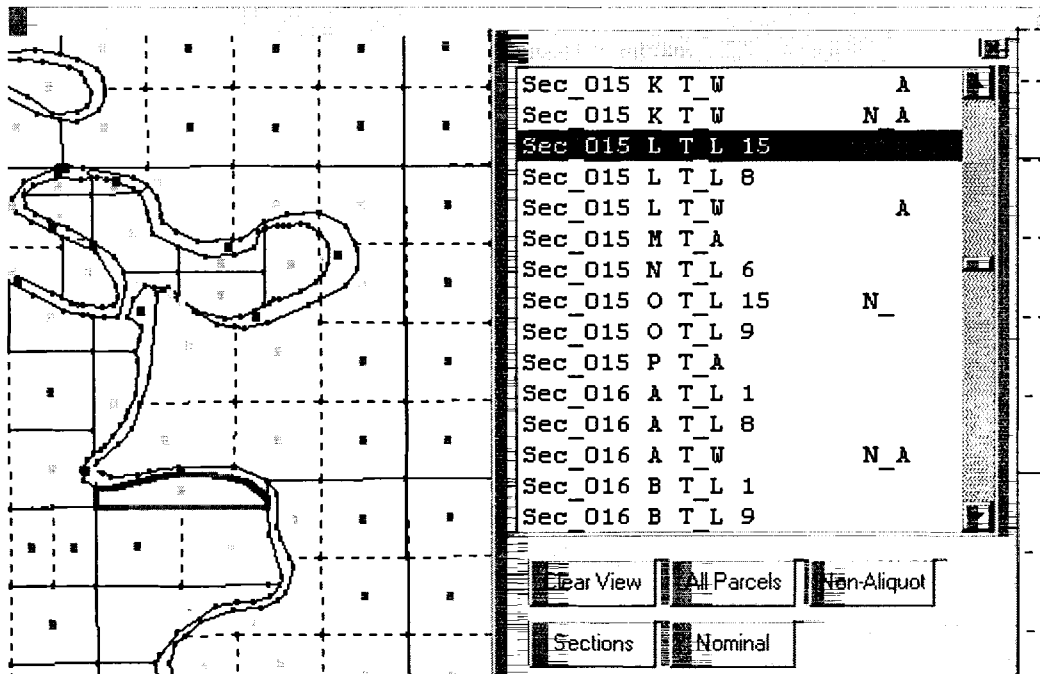 Sec_015 K T_W A
Sec_015 K T_W N_A
Sec_015 L T_L 15
Sec_015 L T_L 8
Sec_015 L T_W A
Sec_015 M T_A
Sec_015 N T_L 6
Sec_015 O T_L 15 N_
Sec_015 O T_L 9
Sec_015 P T_A
Sec_016 A T_L 1
Sec_016 A T_L 8
Sec_016 A T_W N_A
Sec_016 B T_L 1
Sec_016 B T_L 9
Clear View All Parcels Non-Aliquot
Sections Nominal